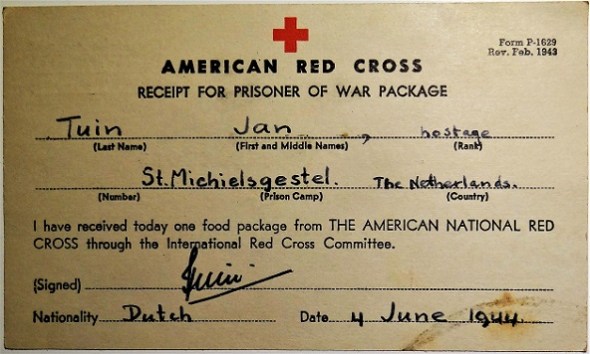 Form P-1629
Rev. Feb. 1943
AMERICAN RED CROSS
RECEIPT FOR PRISONER OF WAR PACKAGE
Tuin Jan, hostage
(Last Name) (First and Middle Names) (Rank)
St. Michielsgestel. The Netherlands.
(Number) (Prison Camp) (Country)
I have received today one food package from THE AMERICAN NATIONAL RED
CROSS through the International Red Cross Committee.
(Signed) JTuin.
Nationality Dutch Date 4 June 1944.